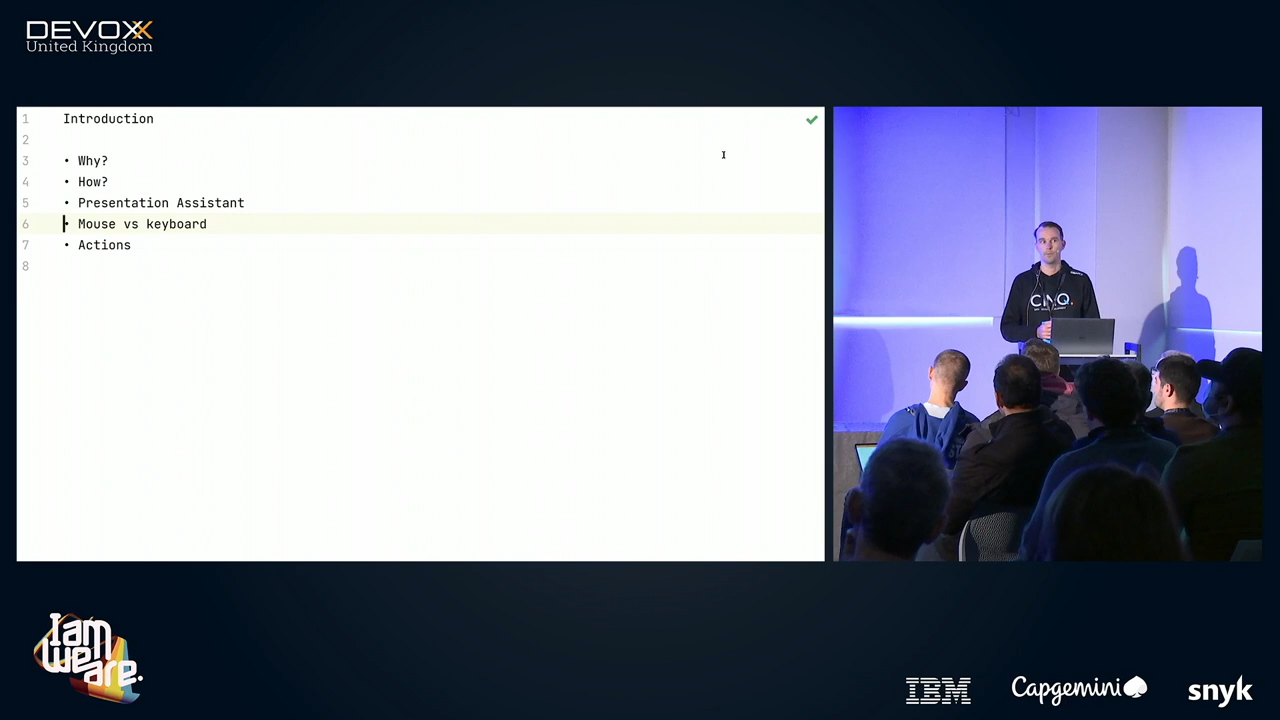 DEVOXX
United Kingdom
1 Introduction
2
3 • Why?
4 • How?
5 • Presentation Assistant
6 • Mouse vs keyboard
7 • Actions
8
I am
we
are.
IBM
Capgemini
snyk